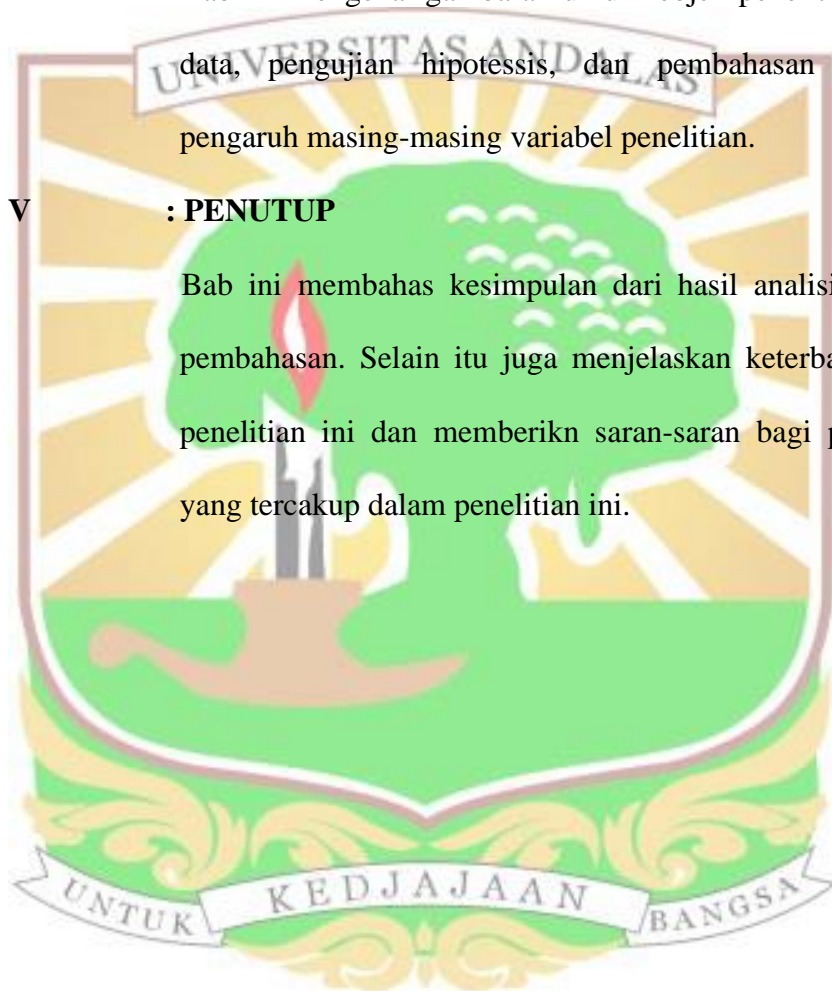 UNIVERSITAS ANDALAS
data, pengujian hipotessis, dan pembahasan
pengaruh masing-masing variabel penelitian.
V : PENUTUP
Bab ini membahas kesimpulan dari hasil analisi
pembahasan. Selain itu juga menjelaskan keterba
penelitian ini dan memberikn saran-saran bagi p
yang tercakup dalam penelitian ini.
UNTUK KEDJAJAAN BANGSA